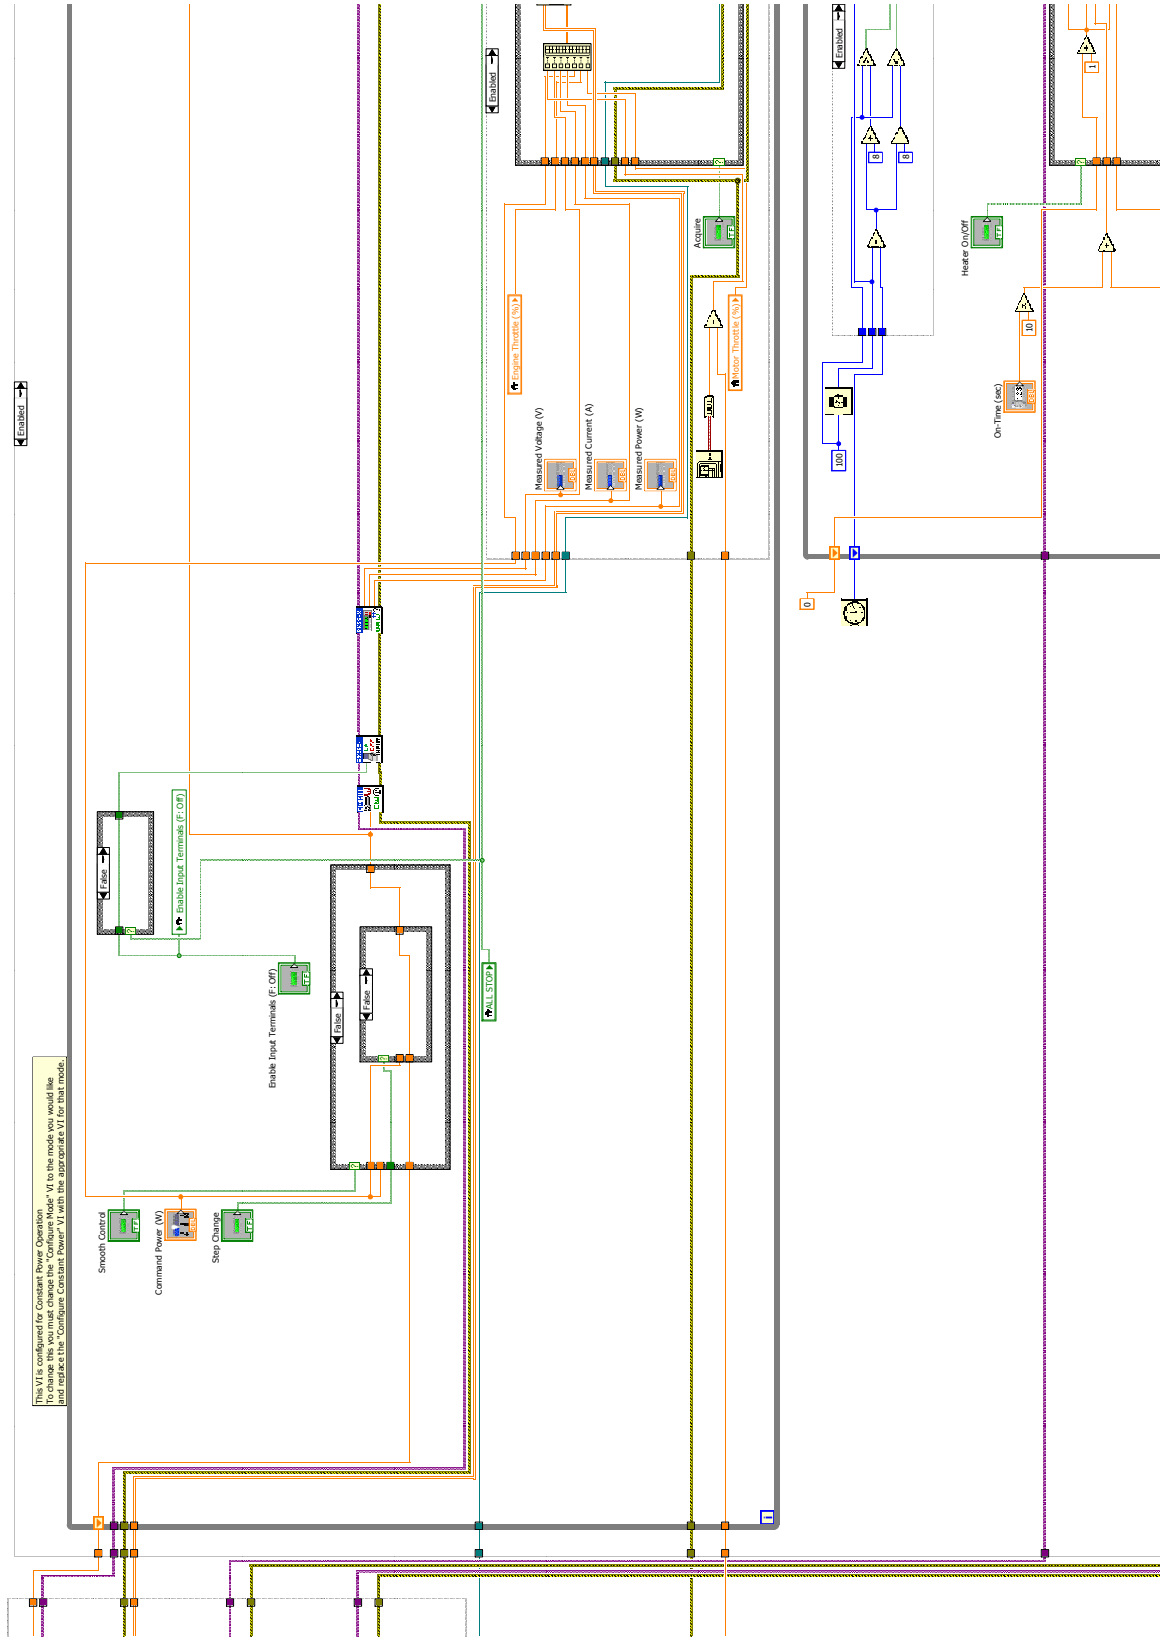 This VI is configured for Constant Power Operation
To change this you must change the "Configure Mode" VI to the mode you would like
and replace the "Configure Constant Power" VI with the appropriate VI for that mode.
Enabled
Smooth Control
Command Power (W)
Step Change
False
Enable Input Terminals (F: Off)
Enable Input Terminals (F: Off)
False
False
ALL STOP
Enabled
Engine Throttle (%)
Measured Voltage (V)
Measured Current (A)
Measured Power (W)
Acquire
Motor Throttle (%)
i
Enabled
0
100
8
8
On-Time (sec)
10
Heater On/Off
1